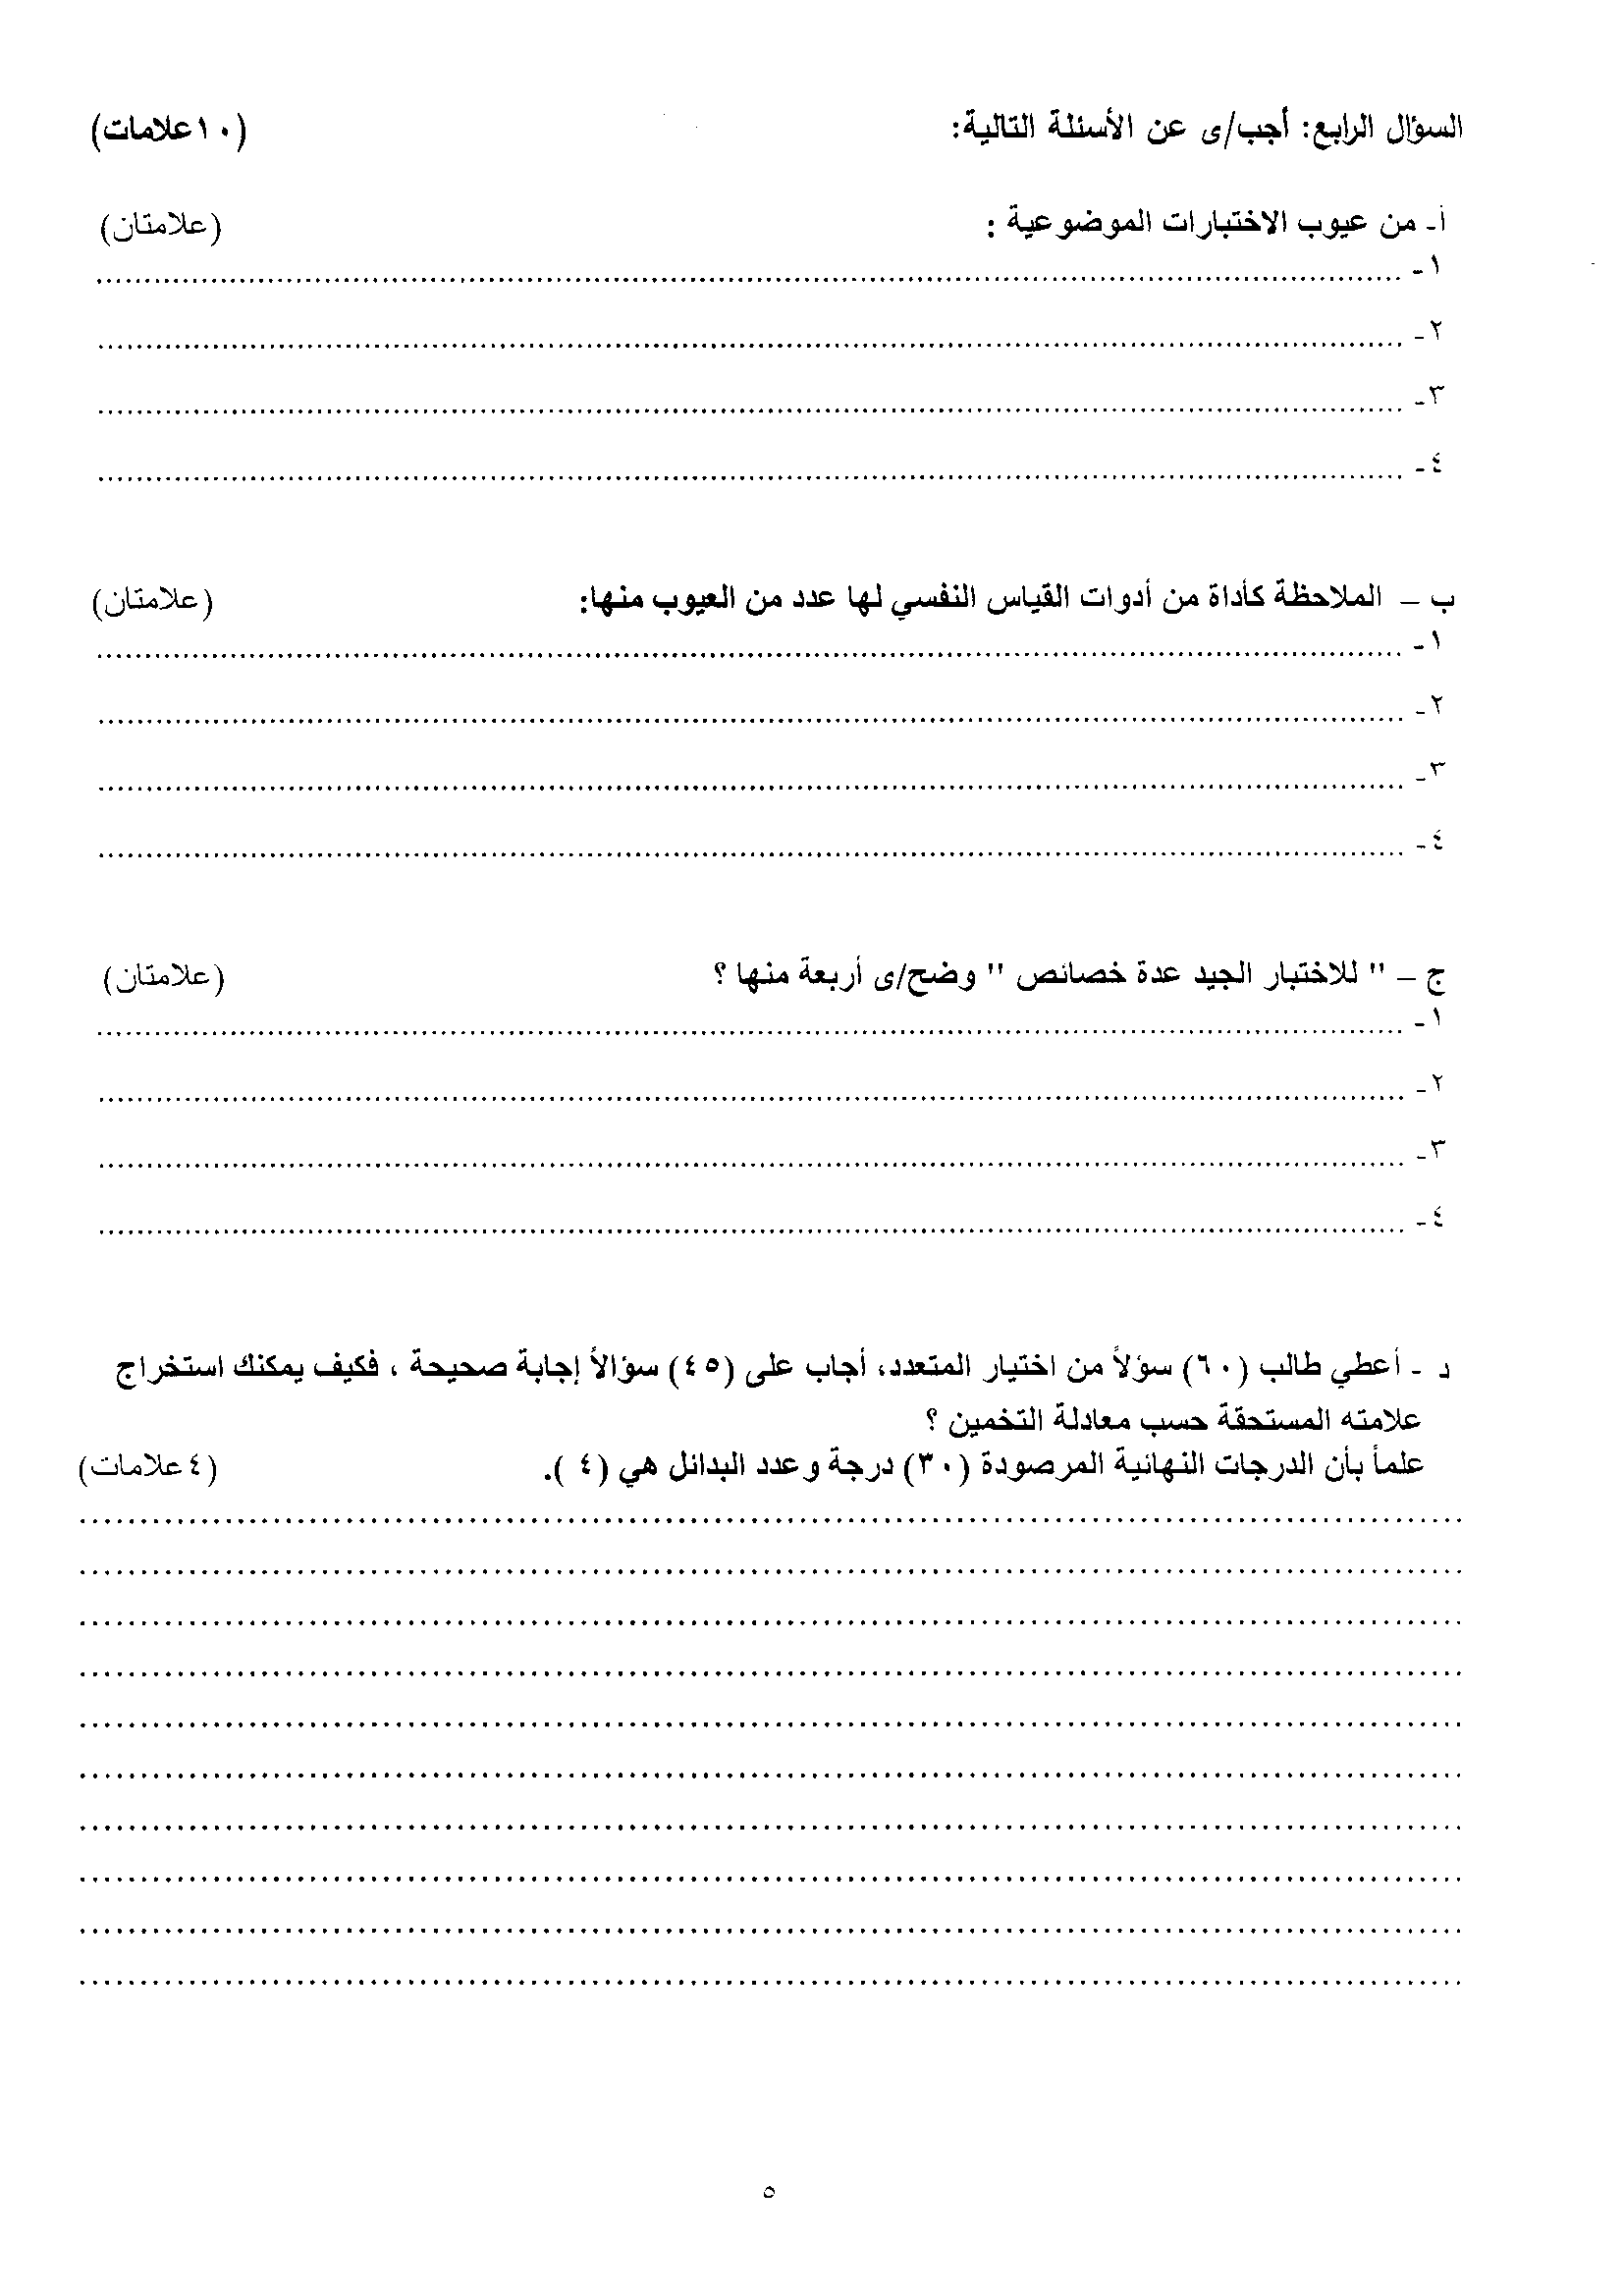 السؤال الرابع: أجب/ى عن الأسئلة التالية: (١٠ علامات)
أ- من عيوب الاختبارات الموضوعية : (علامتان)
١- ................................................................
٢- ................................................................
٣- ................................................................
٤- ................................................................
ب – الملاحظة كأداة من أدوات القياس النفسي لها عدد من العيوب منها: (علامتان)
١- ................................................................
٢- ................................................................
٣- ................................................................
٤- ................................................................
ج – " للاختبار الجيد عدة خصائص " وضح/ى أربعة منها ؟ (علامتان)
١- ................................................................
٢- ................................................................
٣- ................................................................
٤- ................................................................
د - أعطي طالب (٦٠) سؤلاً من اختيار المتعدد، أجاب على (٤٥) سؤالاً إجابة صحيحة ، فكيف يمكنك استخراج
علامته المستحقة حسب معادلة التخمين ؟
علماً بأن الدرجات النهائية المرصودة (٣٠) درجة وعدد البدائل هي (٤ ). (٤ علامات)
٥